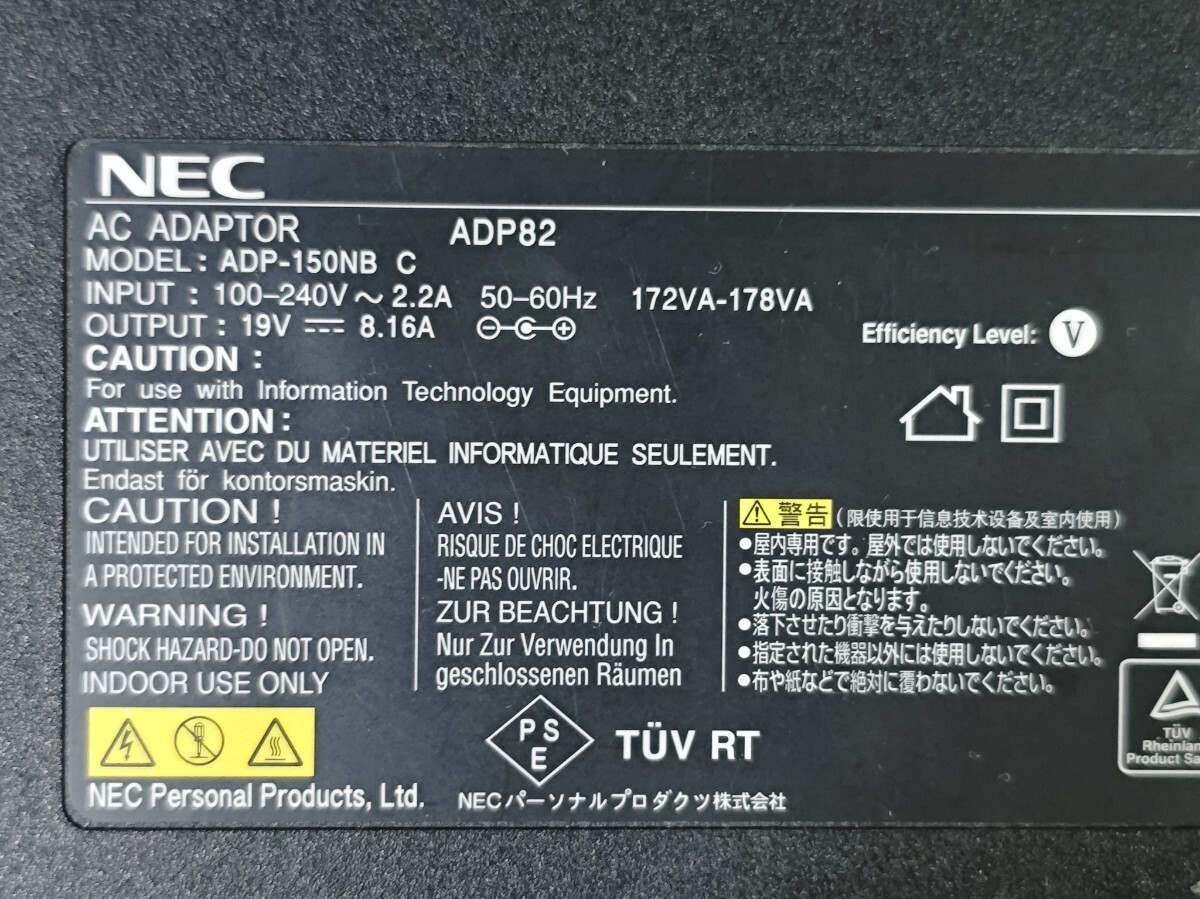 NEC
AC ADAPTOR ADP82
MODEL: ADP-150NB C
INPUT : 100-240V～2.2A 50-60Hz 172VA-178VA
OUTPUT : 19V 8.16A
Efficiency Level: V
CAUTION :
For use with Information Technology Equipment.
ATTENTION :
UTILISER AVEC DU MATERIEL INFORMATIQUE SEULEMENT.
Endast för kontorsmaskin.
CAUTION !
INTENDED FOR INSTALLATION IN
A PROTECTED ENVIRONMENT.
WARNING !
SHOCK HAZARD-DO NOT OPEN.
INDOOR USE ONLY
AVIS !
RISQUE DE CHOC ELECTRIQUE
-NE PAS OUVRIR.
ZUR BEACHTUNG !
Nur Zur Verwendung In
geschlossenen Räumen
警告 (限使用于信息技术设备及室内使用)
●屋内専用です。屋外では使用しないでください。
●表面に接触しながら使用しないでください。
火傷の原因となります。
●落下させたり衝撃を与えたりしないでください。
●指定された機器以外には使用しないでください。
●布や紙などで絶対に覆わないでください。
PSE
TÜV RT
TÜV
Rheinlan
Product Sa
NEC Personal Products, Ltd.
NECパーソナルプロダクツ株式会社